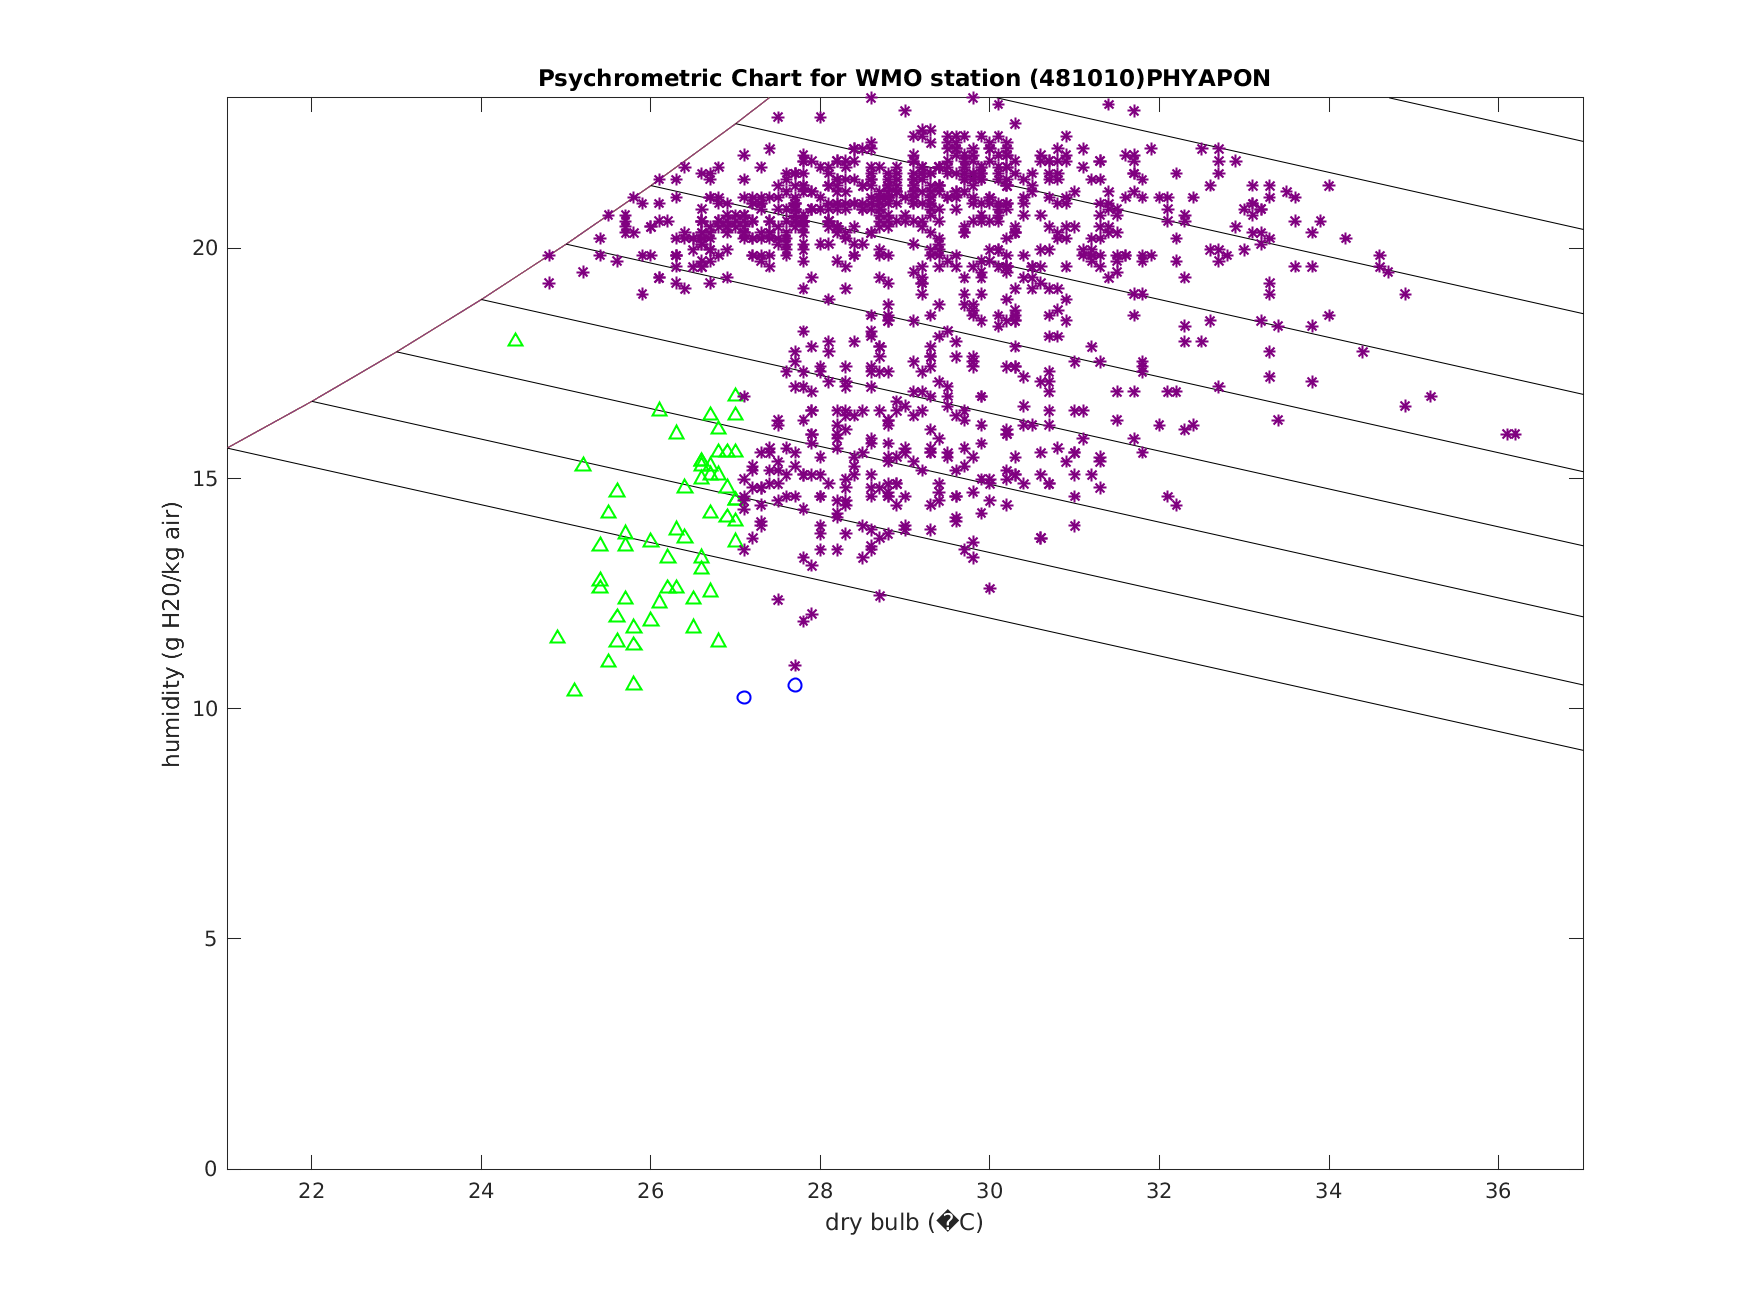 Psychrometric Chart for WMO station (481010)PHYAPON
humidity (g H20/kg air)
20
15
10
5
0
22 24 26 28 30 32 34 36
dry bulb (�C)